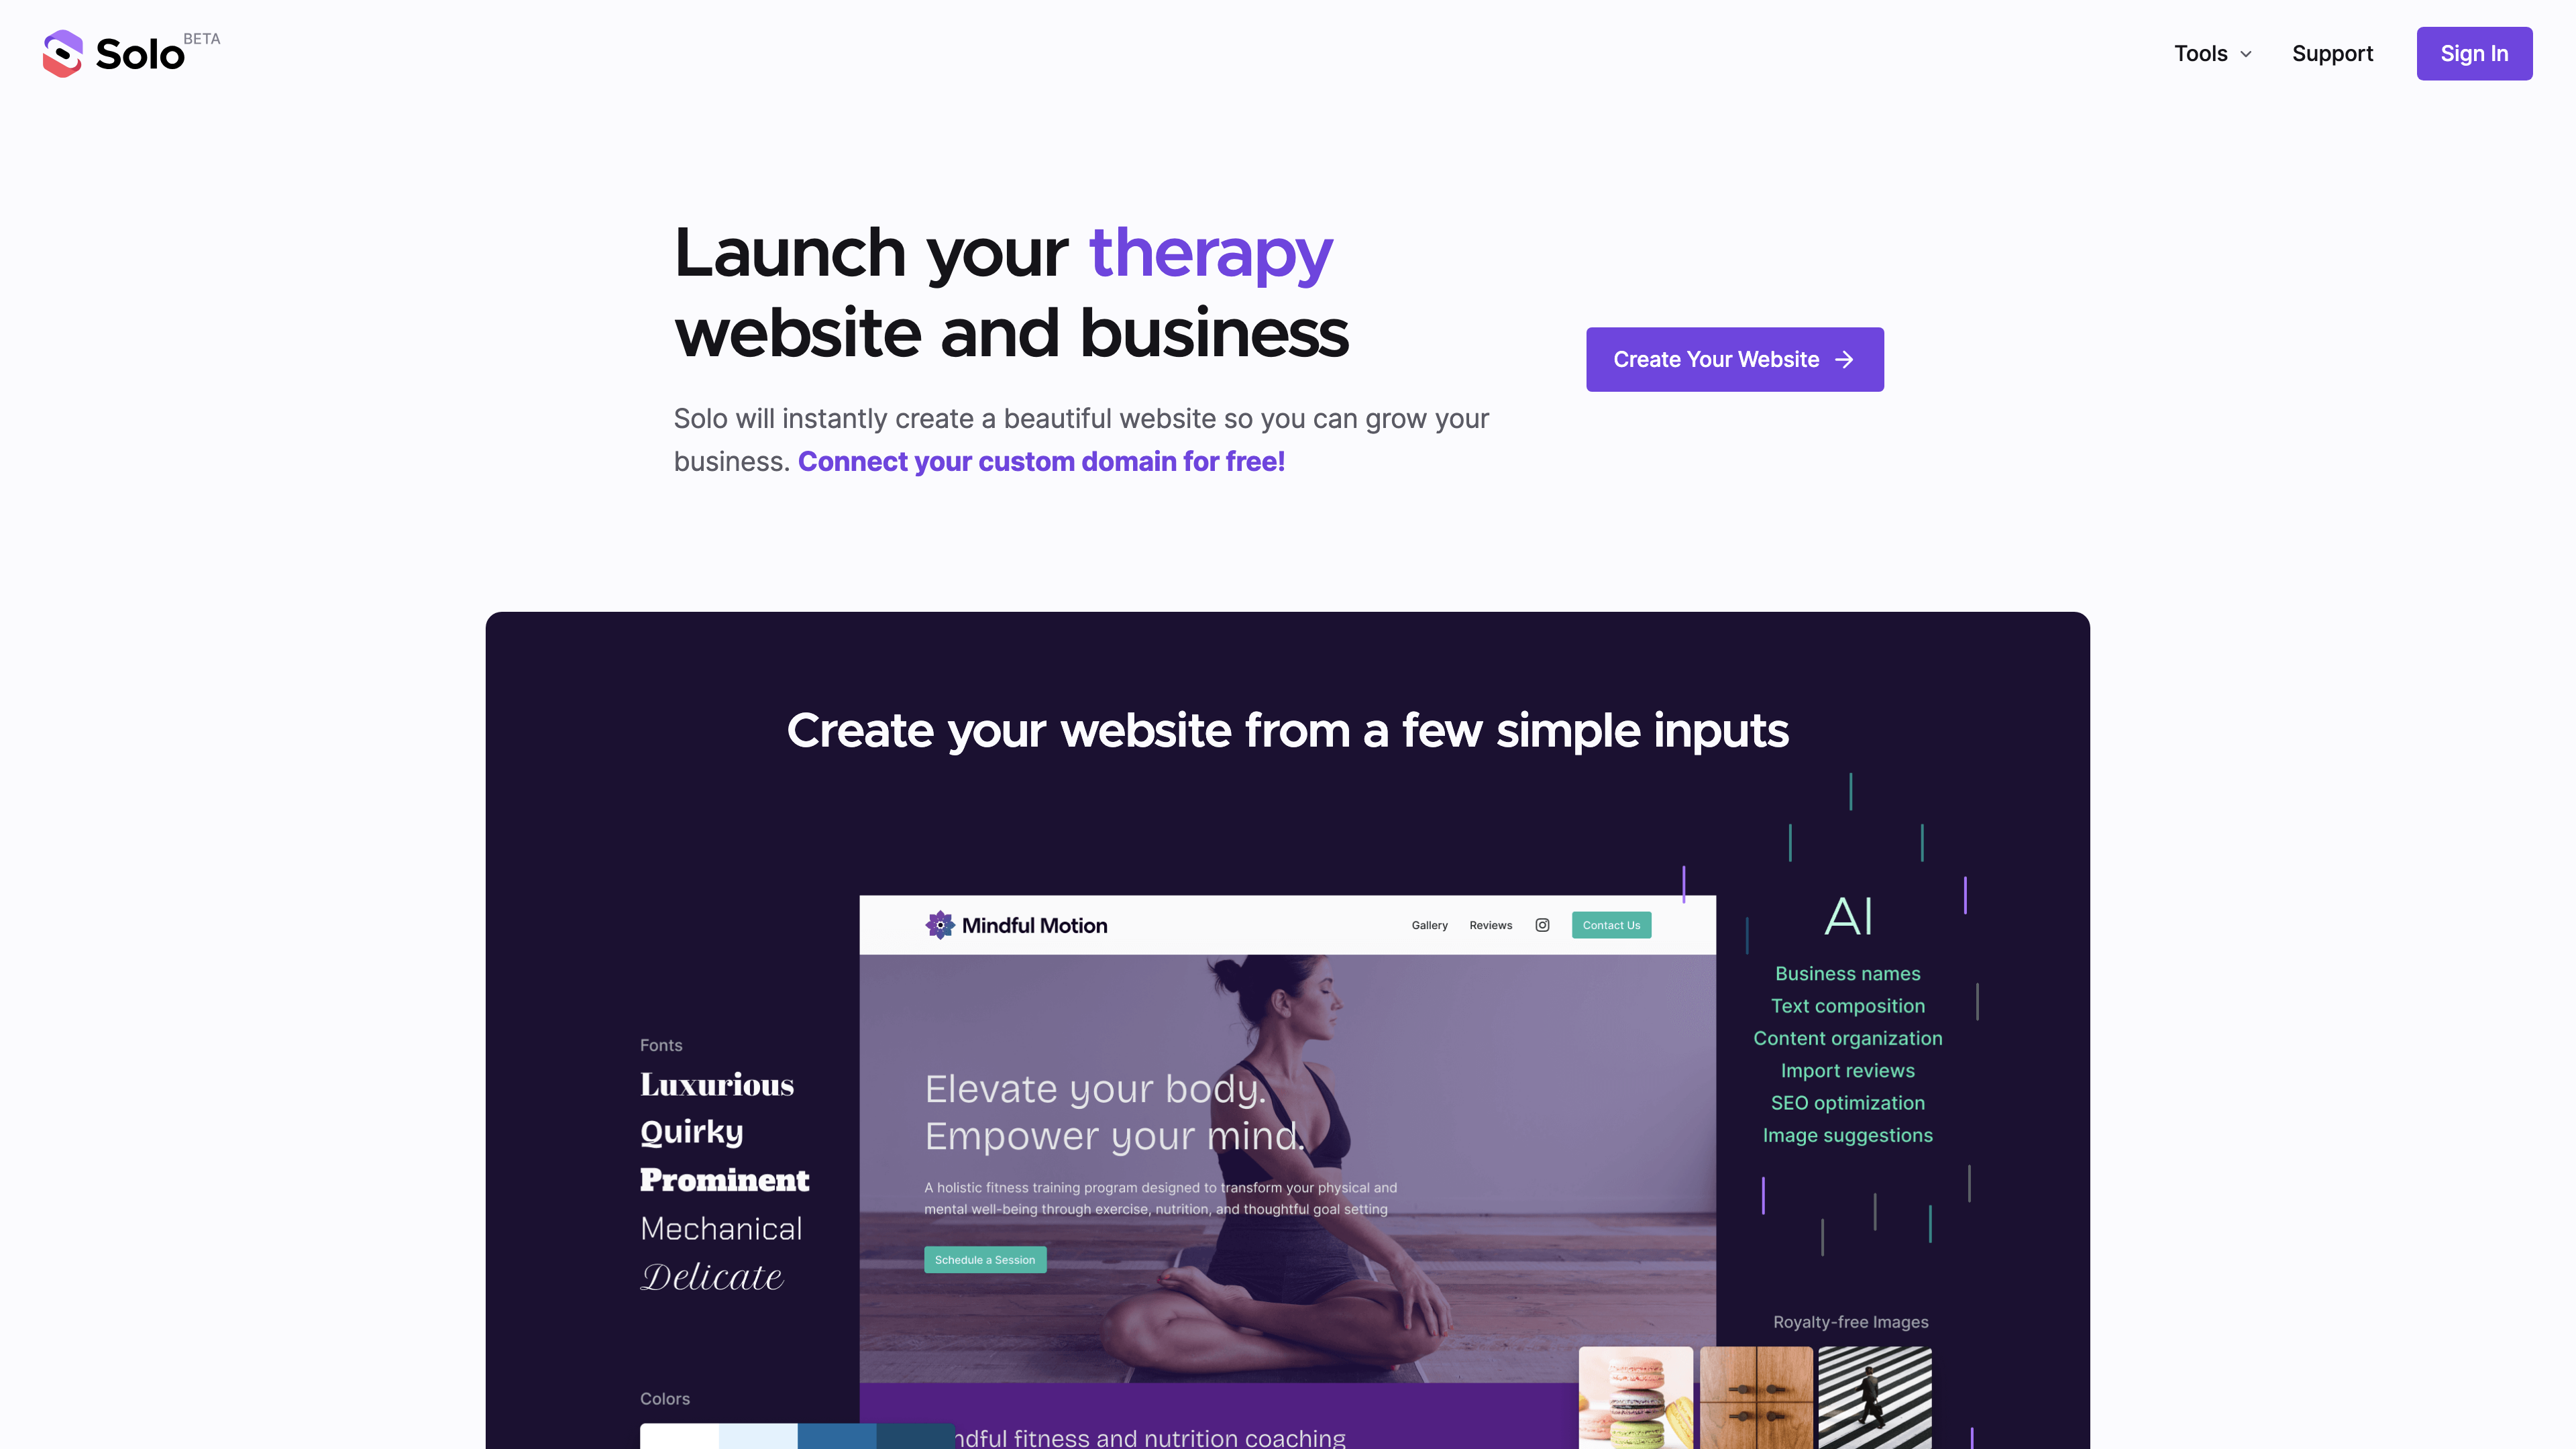 Solo BETA
Tools
Support
Sign In
Launch your therapy
website and business
Solo will instantly create a beautiful website so you can grow your
business. Connect your custom domain for free!
Create Your Website
Create your website from a few simple inputs
Mindful Motion
Gallery
Reviews
Contact Us
Elevate your body.
Empower your mind.
A holistic fitness training program designed to transform your physical and
mental well-being through exercise, nutrition, and thoughtful goal setting
Schedule a Session
Fonts
Luxurious
Quirky
Prominent
Mechanical
Delicate
AI
Business names
Text composition
Content organization
Import reviews
SEO optimization
Image suggestions
Royalty-free Images
Colors
fitness and nutrition coaching